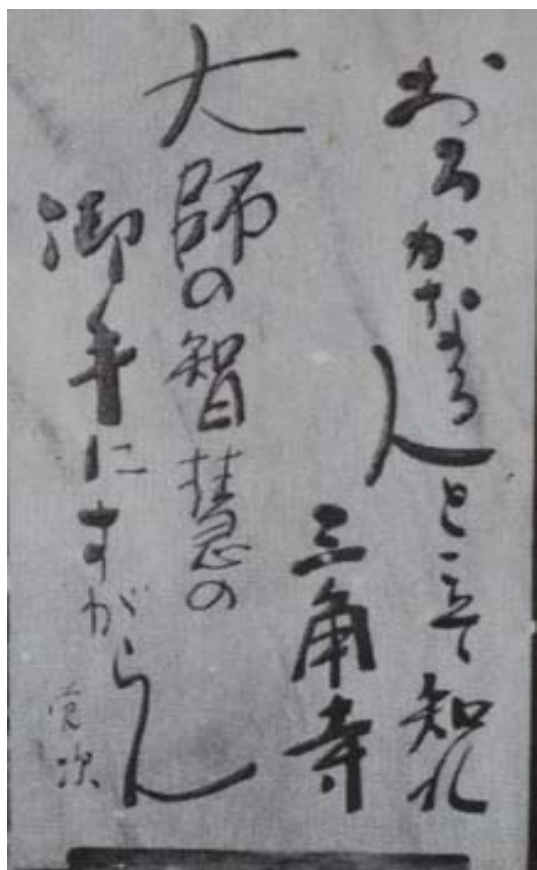 おろかなる人とこそ知れ
三角寺
大師の智慧の
御手にすがらん